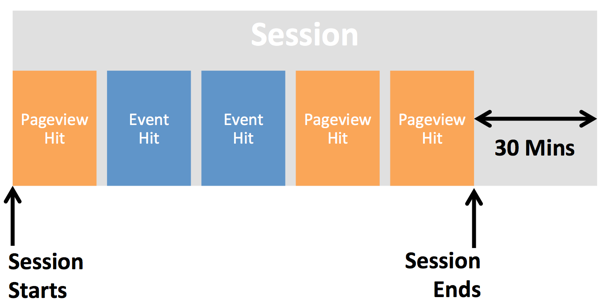 Session
Pageview
Hit
Event
Hit
Event
Hit
Pageview
Hit
Pageview
Hit
30 Mins
Session
Starts
Session
Ends